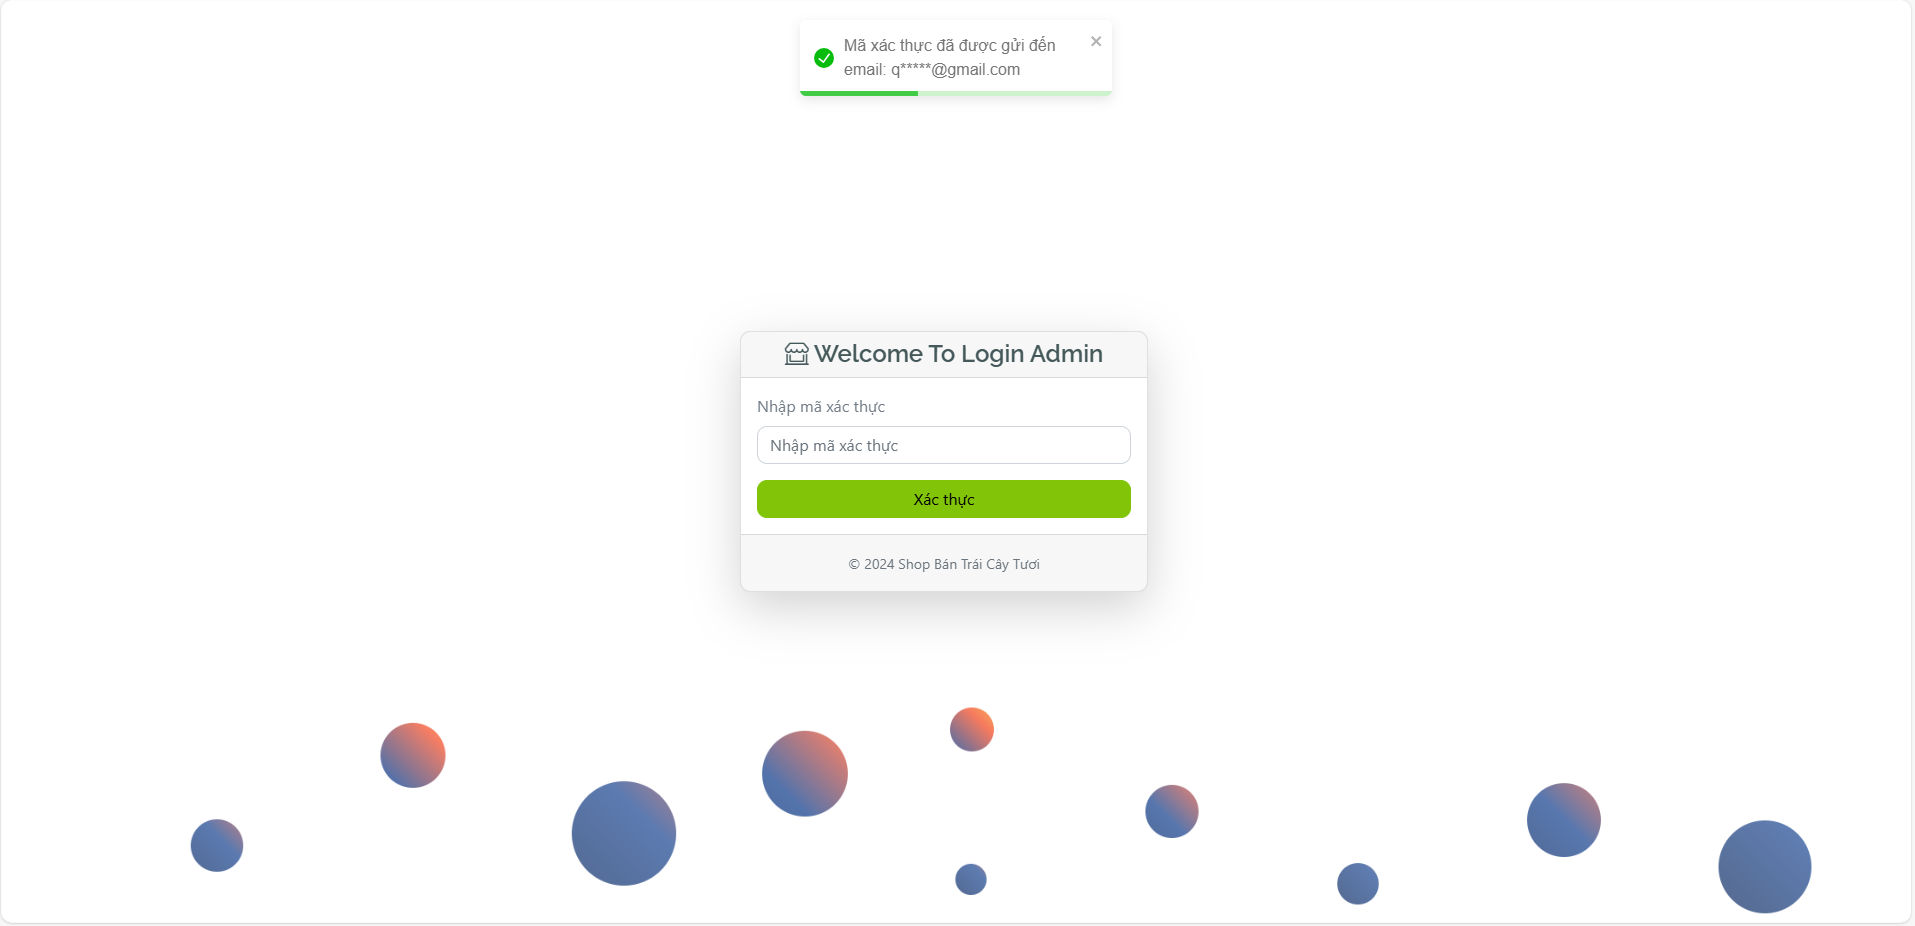 Mã xác thực đã được gửi đến
email: q*****@gmail.com
Welcome To Login Admin
Nhập mã xác thực
Nhập mã xác thực
Xác thực
© 2024 Shop Bán Trái Cây Tươi